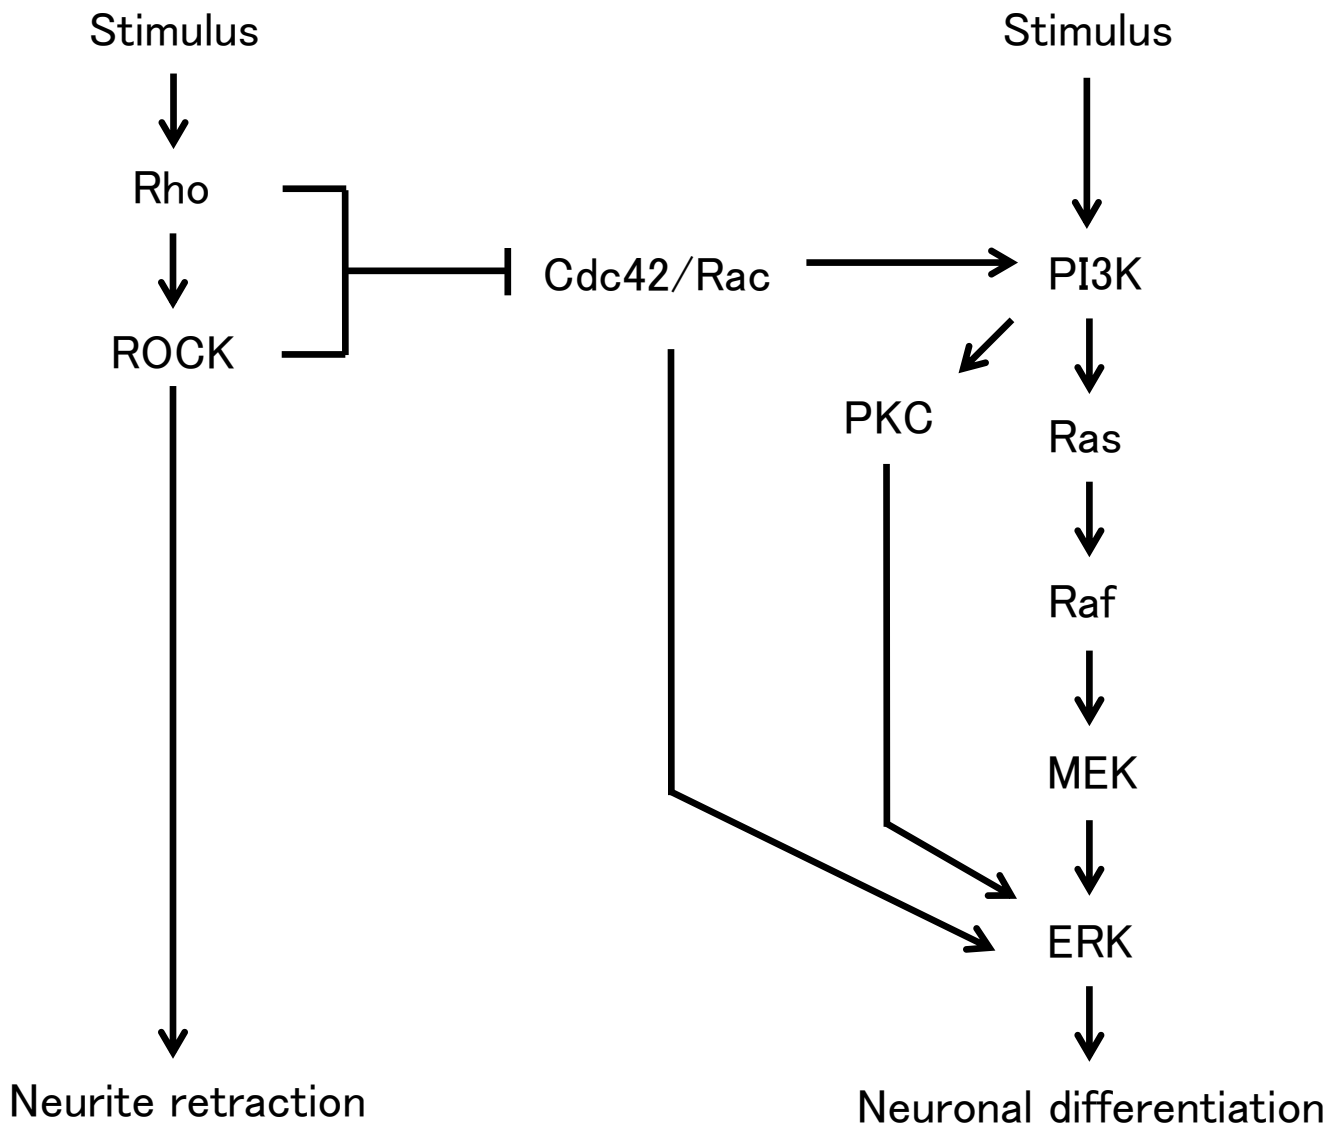 Stimulus
Stimulus
Rho
Cdc42/Rac
PI3K
ROCK
PKC
Ras
Raf
MEK
ERK
Neurite retraction
Neuronal differentiation